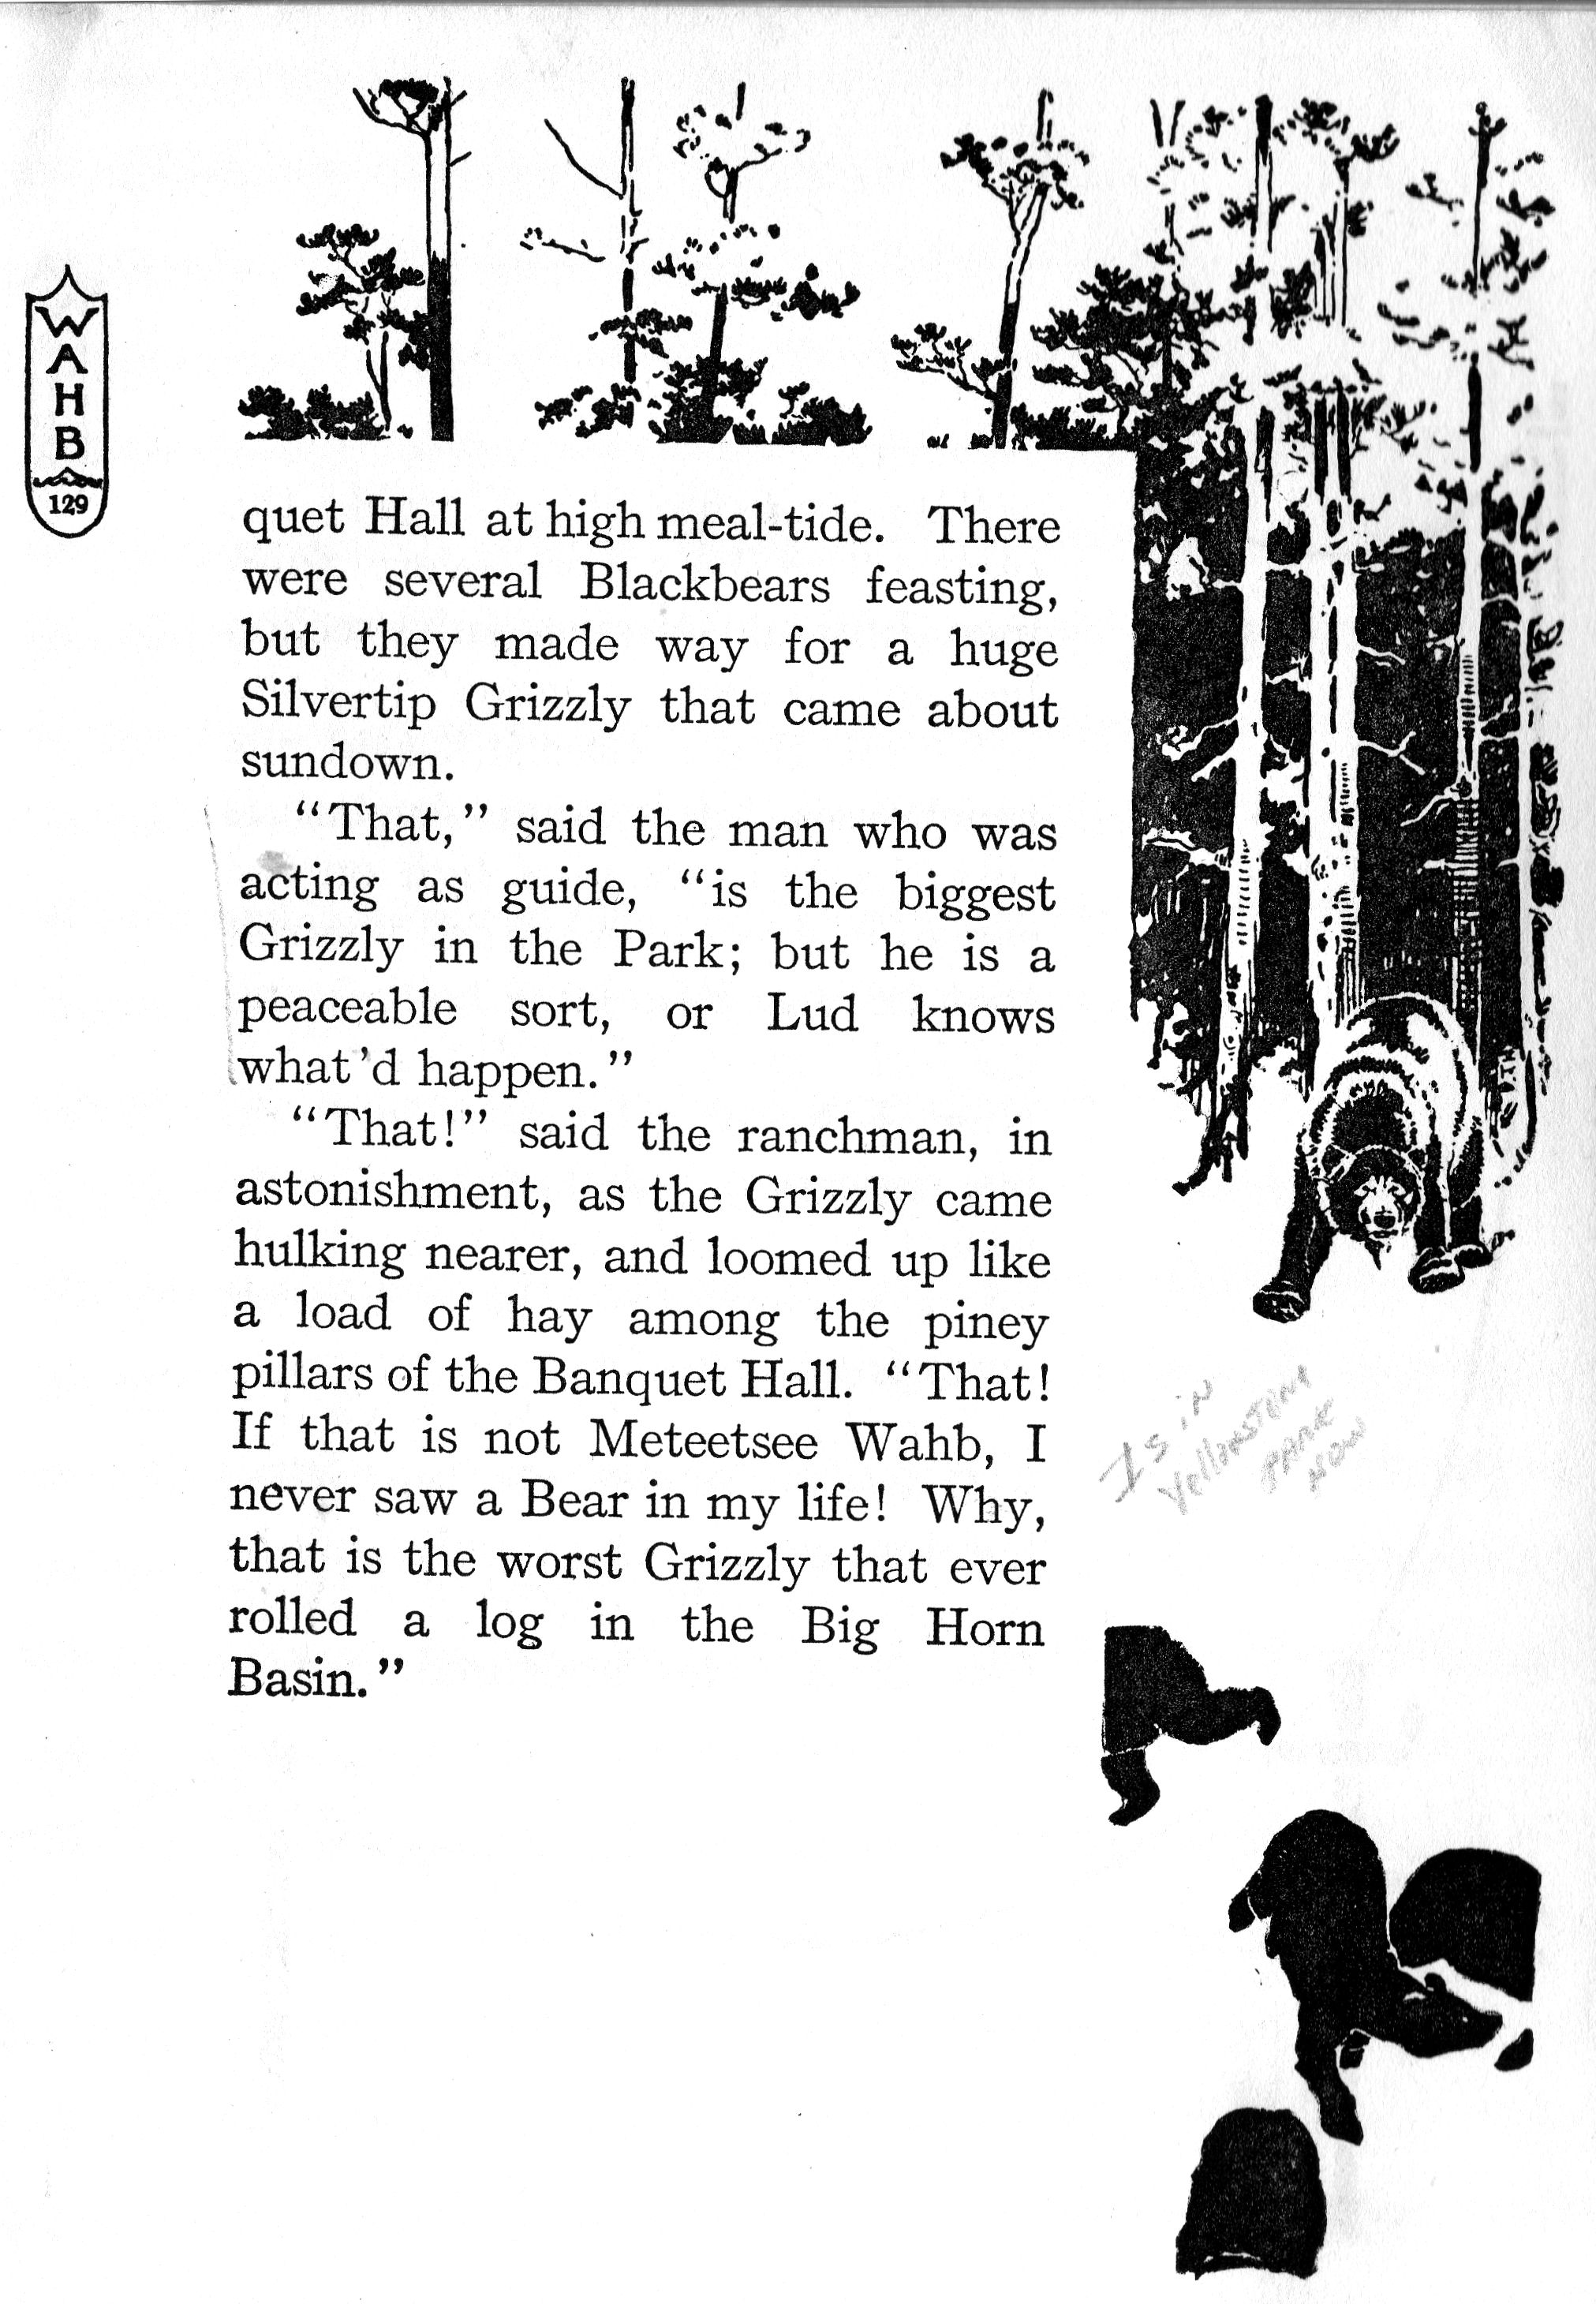 W
A
H
B
129
quet Hall at high meal-tide. There
were several Blackbears feasting,
but they made way for a huge
Silvertip Grizzly that came about
sundown.
“That,” said the man who was
acting as guide, “is the biggest
Grizzly in the Park; but he is a
peaceable sort, or Lud knows
what’d happen.”
“That!” said the ranchman, in
astonishment, as the Grizzly came
hulking nearer, and loomed up like
a load of hay among the piney
pillars of the Banquet Hall. “That!
If that is not Meteetsee Wahb, I
never saw a Bear in my life! Why,
that is the worst Grizzly that ever
rolled a log in the Big Horn
Basin.”
Is in
Yellowstone
PARK
NOW